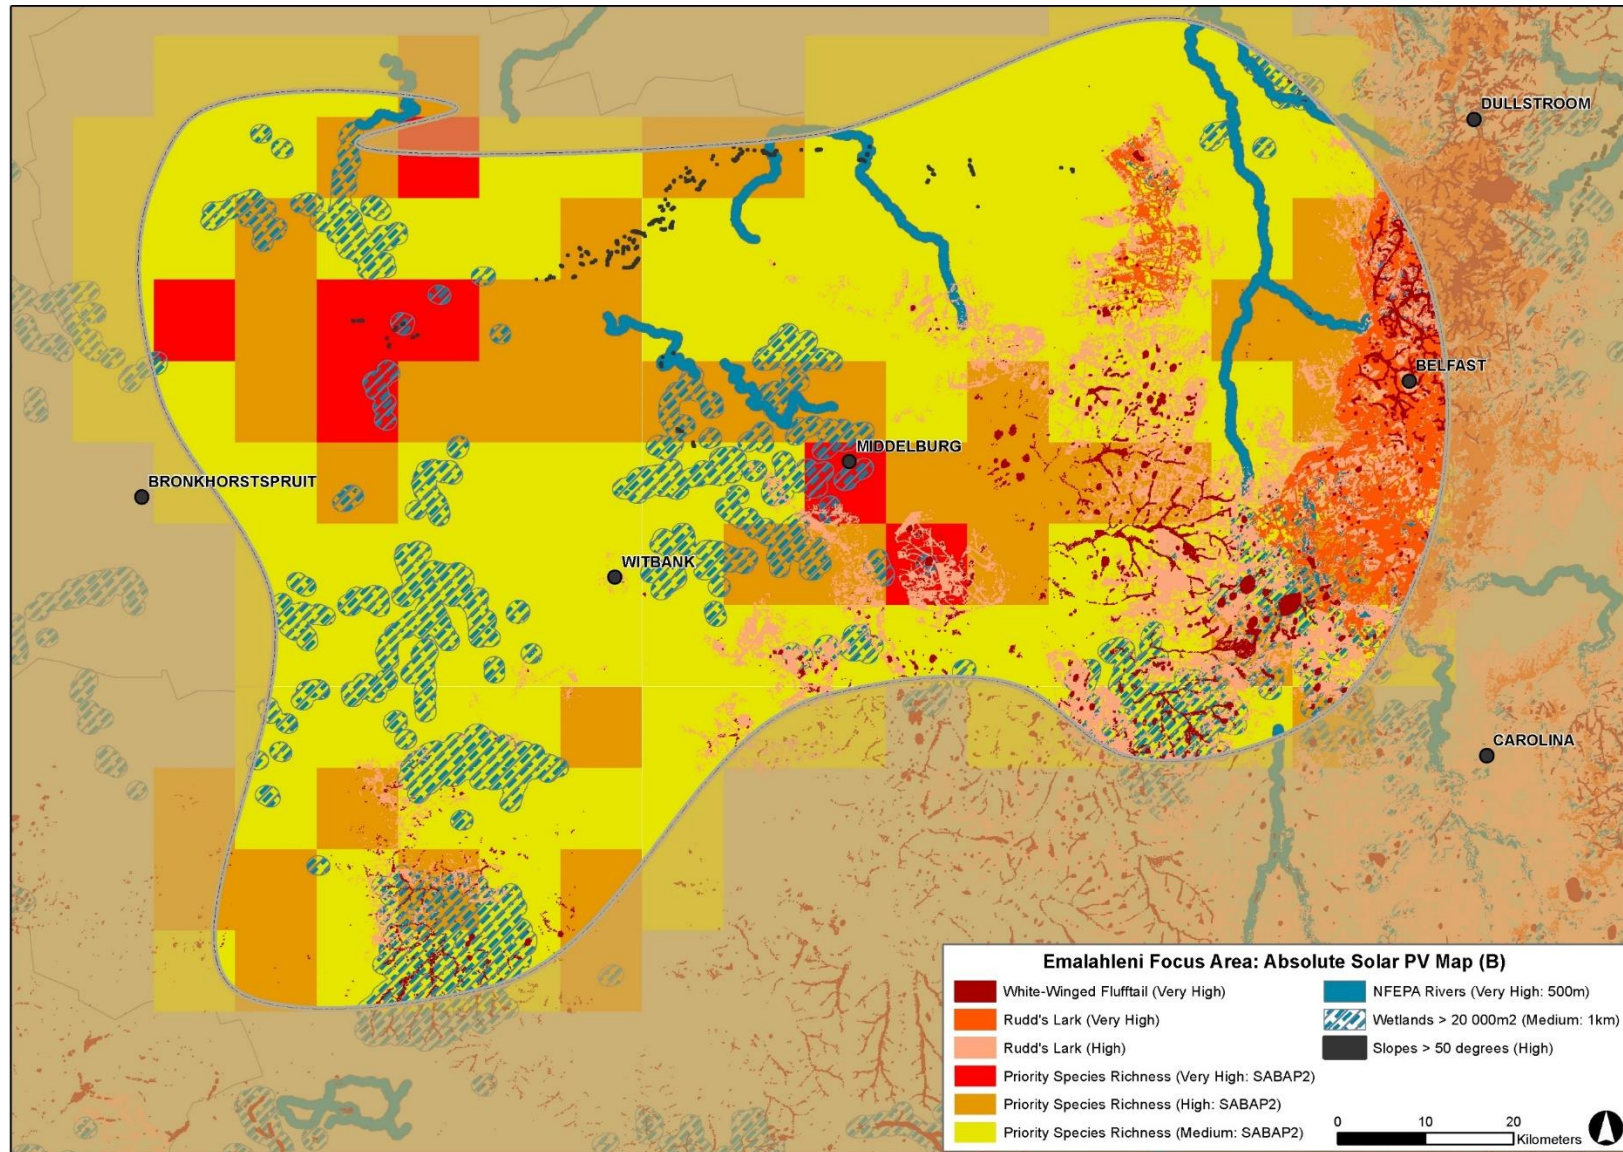 DULLSTROOM
BELFAST
MIDDELBURG
BRONKHORSTSPRUIT
WITBANK
CAROLINA
Emalahleni Focus Area: Absolute Solar PV Map (B)
White-Winged Flufftail (Very High)
Rudd's Lark (Very High)
Rudd's Lark (High)
Priority Species Richness (Very High: SABAP2)
Priority Species Richness (High: SABAP2)
Priority Species Richness (Medium: SABAP2)
NFEPA Rivers (Very High: 500m)
Wetlands > 20 000m2 (Medium: 1km)
Slopes > 50 degrees (High)
0 10 20
Kilometers